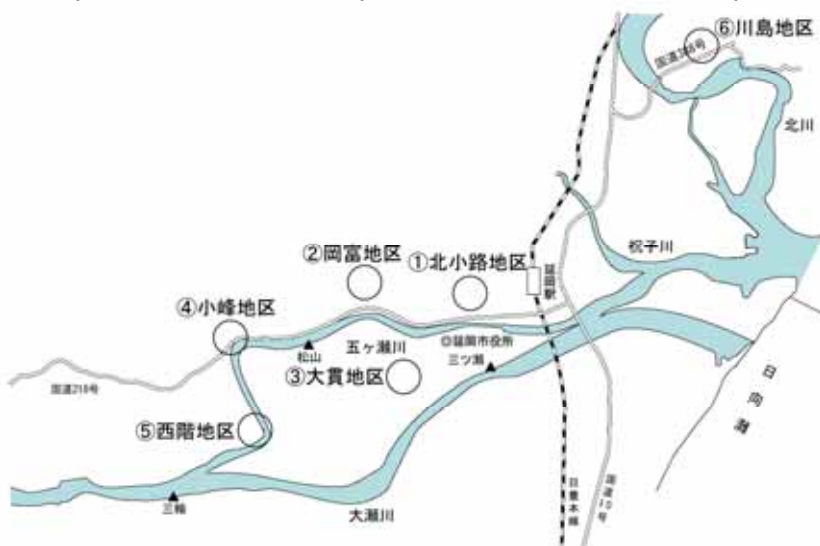 ⑥川島地区
国道388号
北川
②岡富地区
①北小路地区
祝子川
延岡駅
④小峰地区
松山
五ヶ瀬川
◎延岡市役所
三ツ瀬
③大貫地区
国道218号
日向灘
⑤西階地区
三輪
大瀬川
日豊本線
国道10号